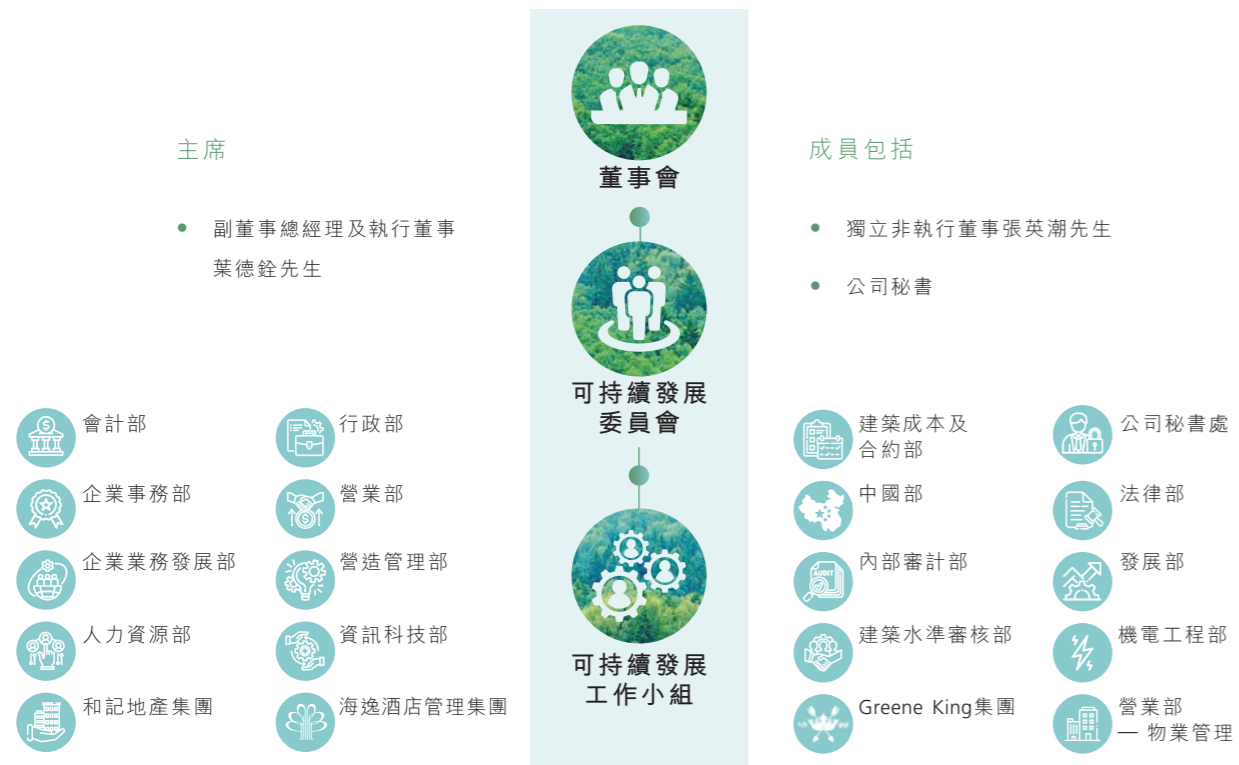 董事會
主席
• 副董事總經理及執行董事
葉德銓先生
成員包括
• 獨立非執行董事張英潮先生
• 公司秘書
可持續發展
委員會
會計部
行政部
企業事務部
營業部
企業業務發展部
營造管理部
人力資源部
資訊科技部
和記地產集團
海逸酒店管理集團
可持續發展
工作小組
建築成本及
合約部
公司秘書處
中國部
法律部
AUDIT
內部審計部
發展部
建築水準審核部
機電工程部
Greene King集團
營業部
— 物業管理